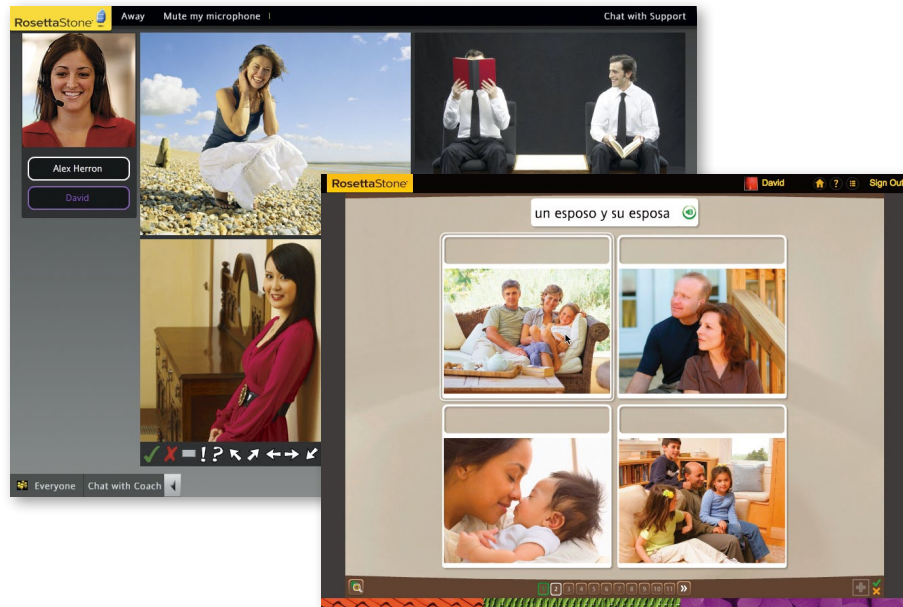 RosettaStone
Away
Mute my microphone
Chat with Support
Alex Herron
David
! ?
Everyone
Chat with Coach
RosettaStone
David
?
Sign Out
un esposo y su esposa
1 2 3 4 5 6 7 8 9 10 11 »